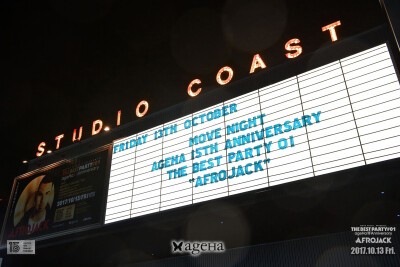 STUDIO COAST
FRIDAY 13TH OCTOBER
MOVE NIGHT
AGEHA 15TH ANNIVERSARY
THE BEST PARTY 01
"AFROJACK"
ageHa
THE BEST PARTY #01
AFROJACK
2017.10.13 Fri.